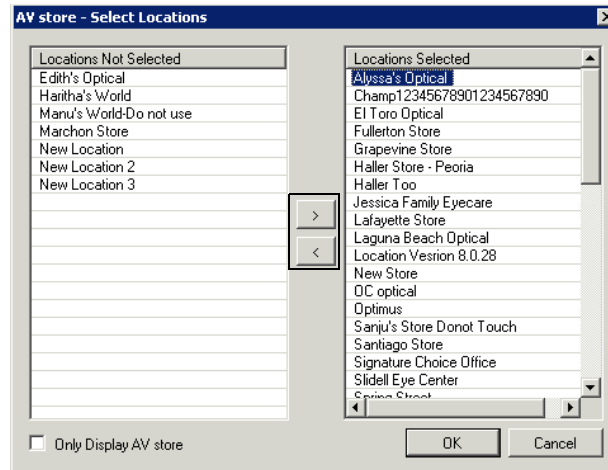 AV store - Select Locations
Locations Not Selected
Edith's Optical
Haritha's World
Manu's World-Do not use
Marchon Store
New Location
New Location 2
New Location 3
>
<
Locations Selected
Alyssa's Optical
Champ12345678901234567890
El Toro Optical
Fullerton Store
Grapevine Store
Haller Store - Peoria
Haller Too
Jessica Family Eyecare
Lafayette Store
Laguna Beach Optical
Location Vesrion 8.0.28
New Store
OC optical
Optimus
Sanju's Store Donot Touch
Santiago Store
Signature Choice Office
Slidell Eye Center
Spring Street
Only Display AV store
OK
Cancel